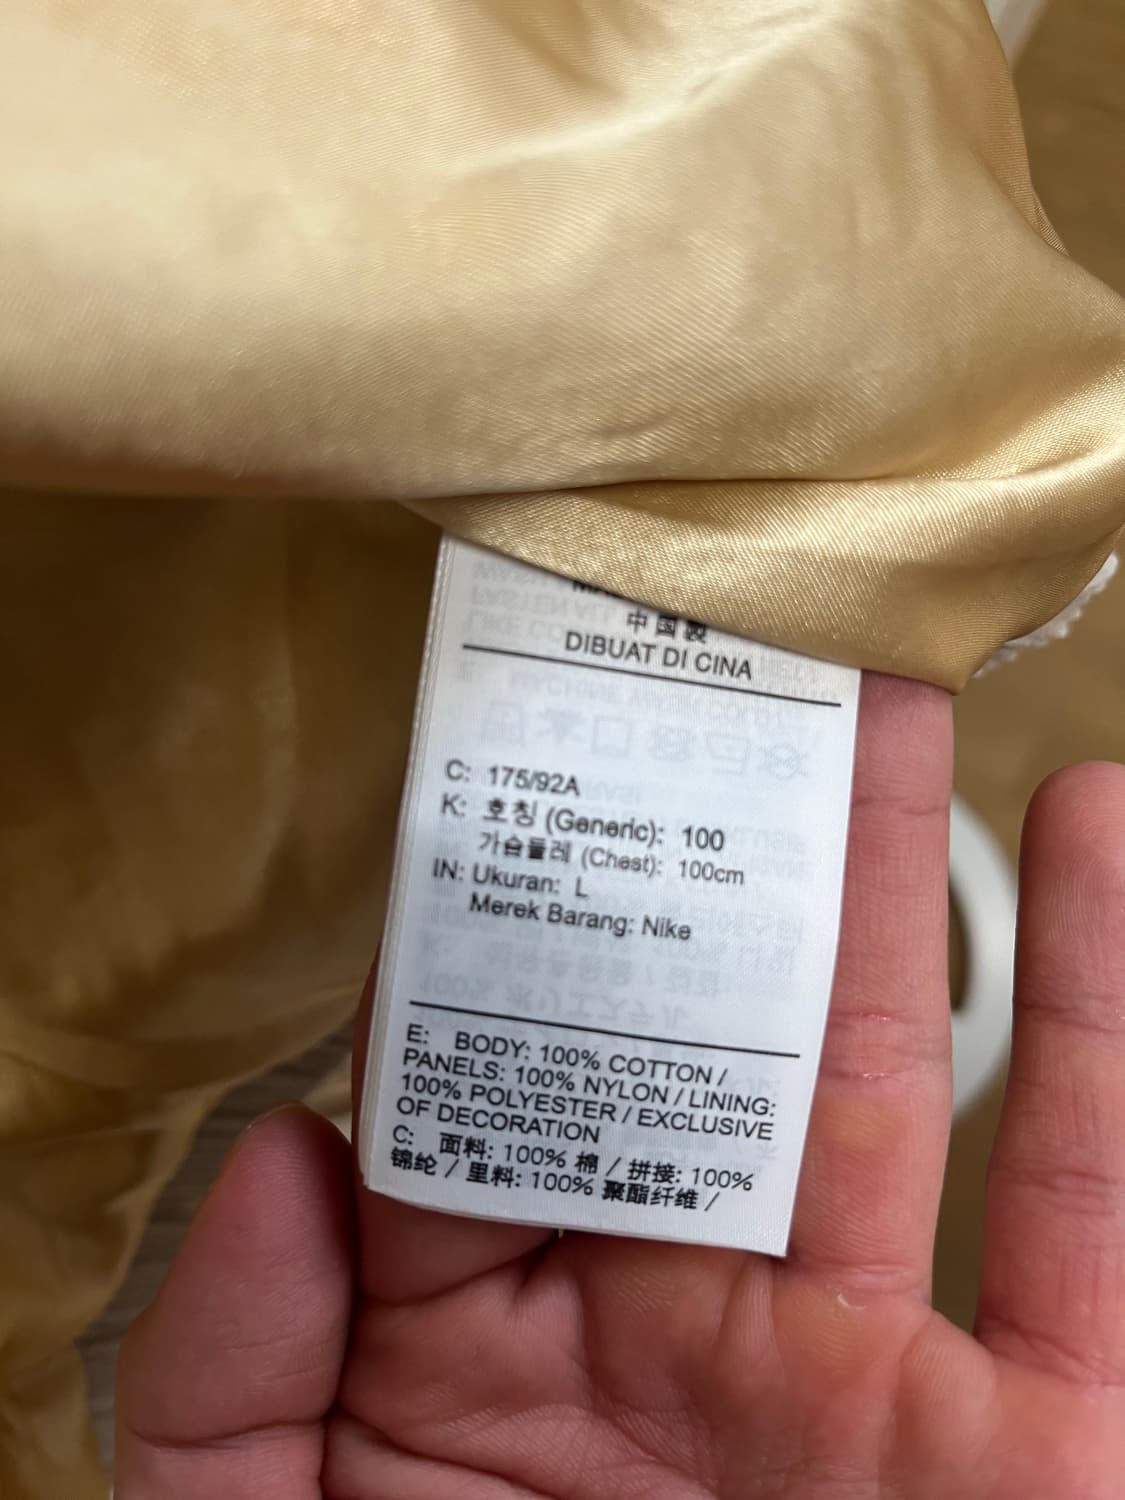 中国製
DIBUAT DI CINA
C: 175/92A
K: 호칭 (Generic): 100
가슴둘레 (Chest): 100cm
IN: Ukuran: L
Merek Barang: Nike
E: BODY: 100% COTTON /
PANELS: 100% NYLON / LINING:
100% POLYESTER / EXCLUSIVE
OF DECORATION
C: 面料: 100% 棉 / 拼接: 100%
锦纶 / 里料: 100% 聚酯纤维 /